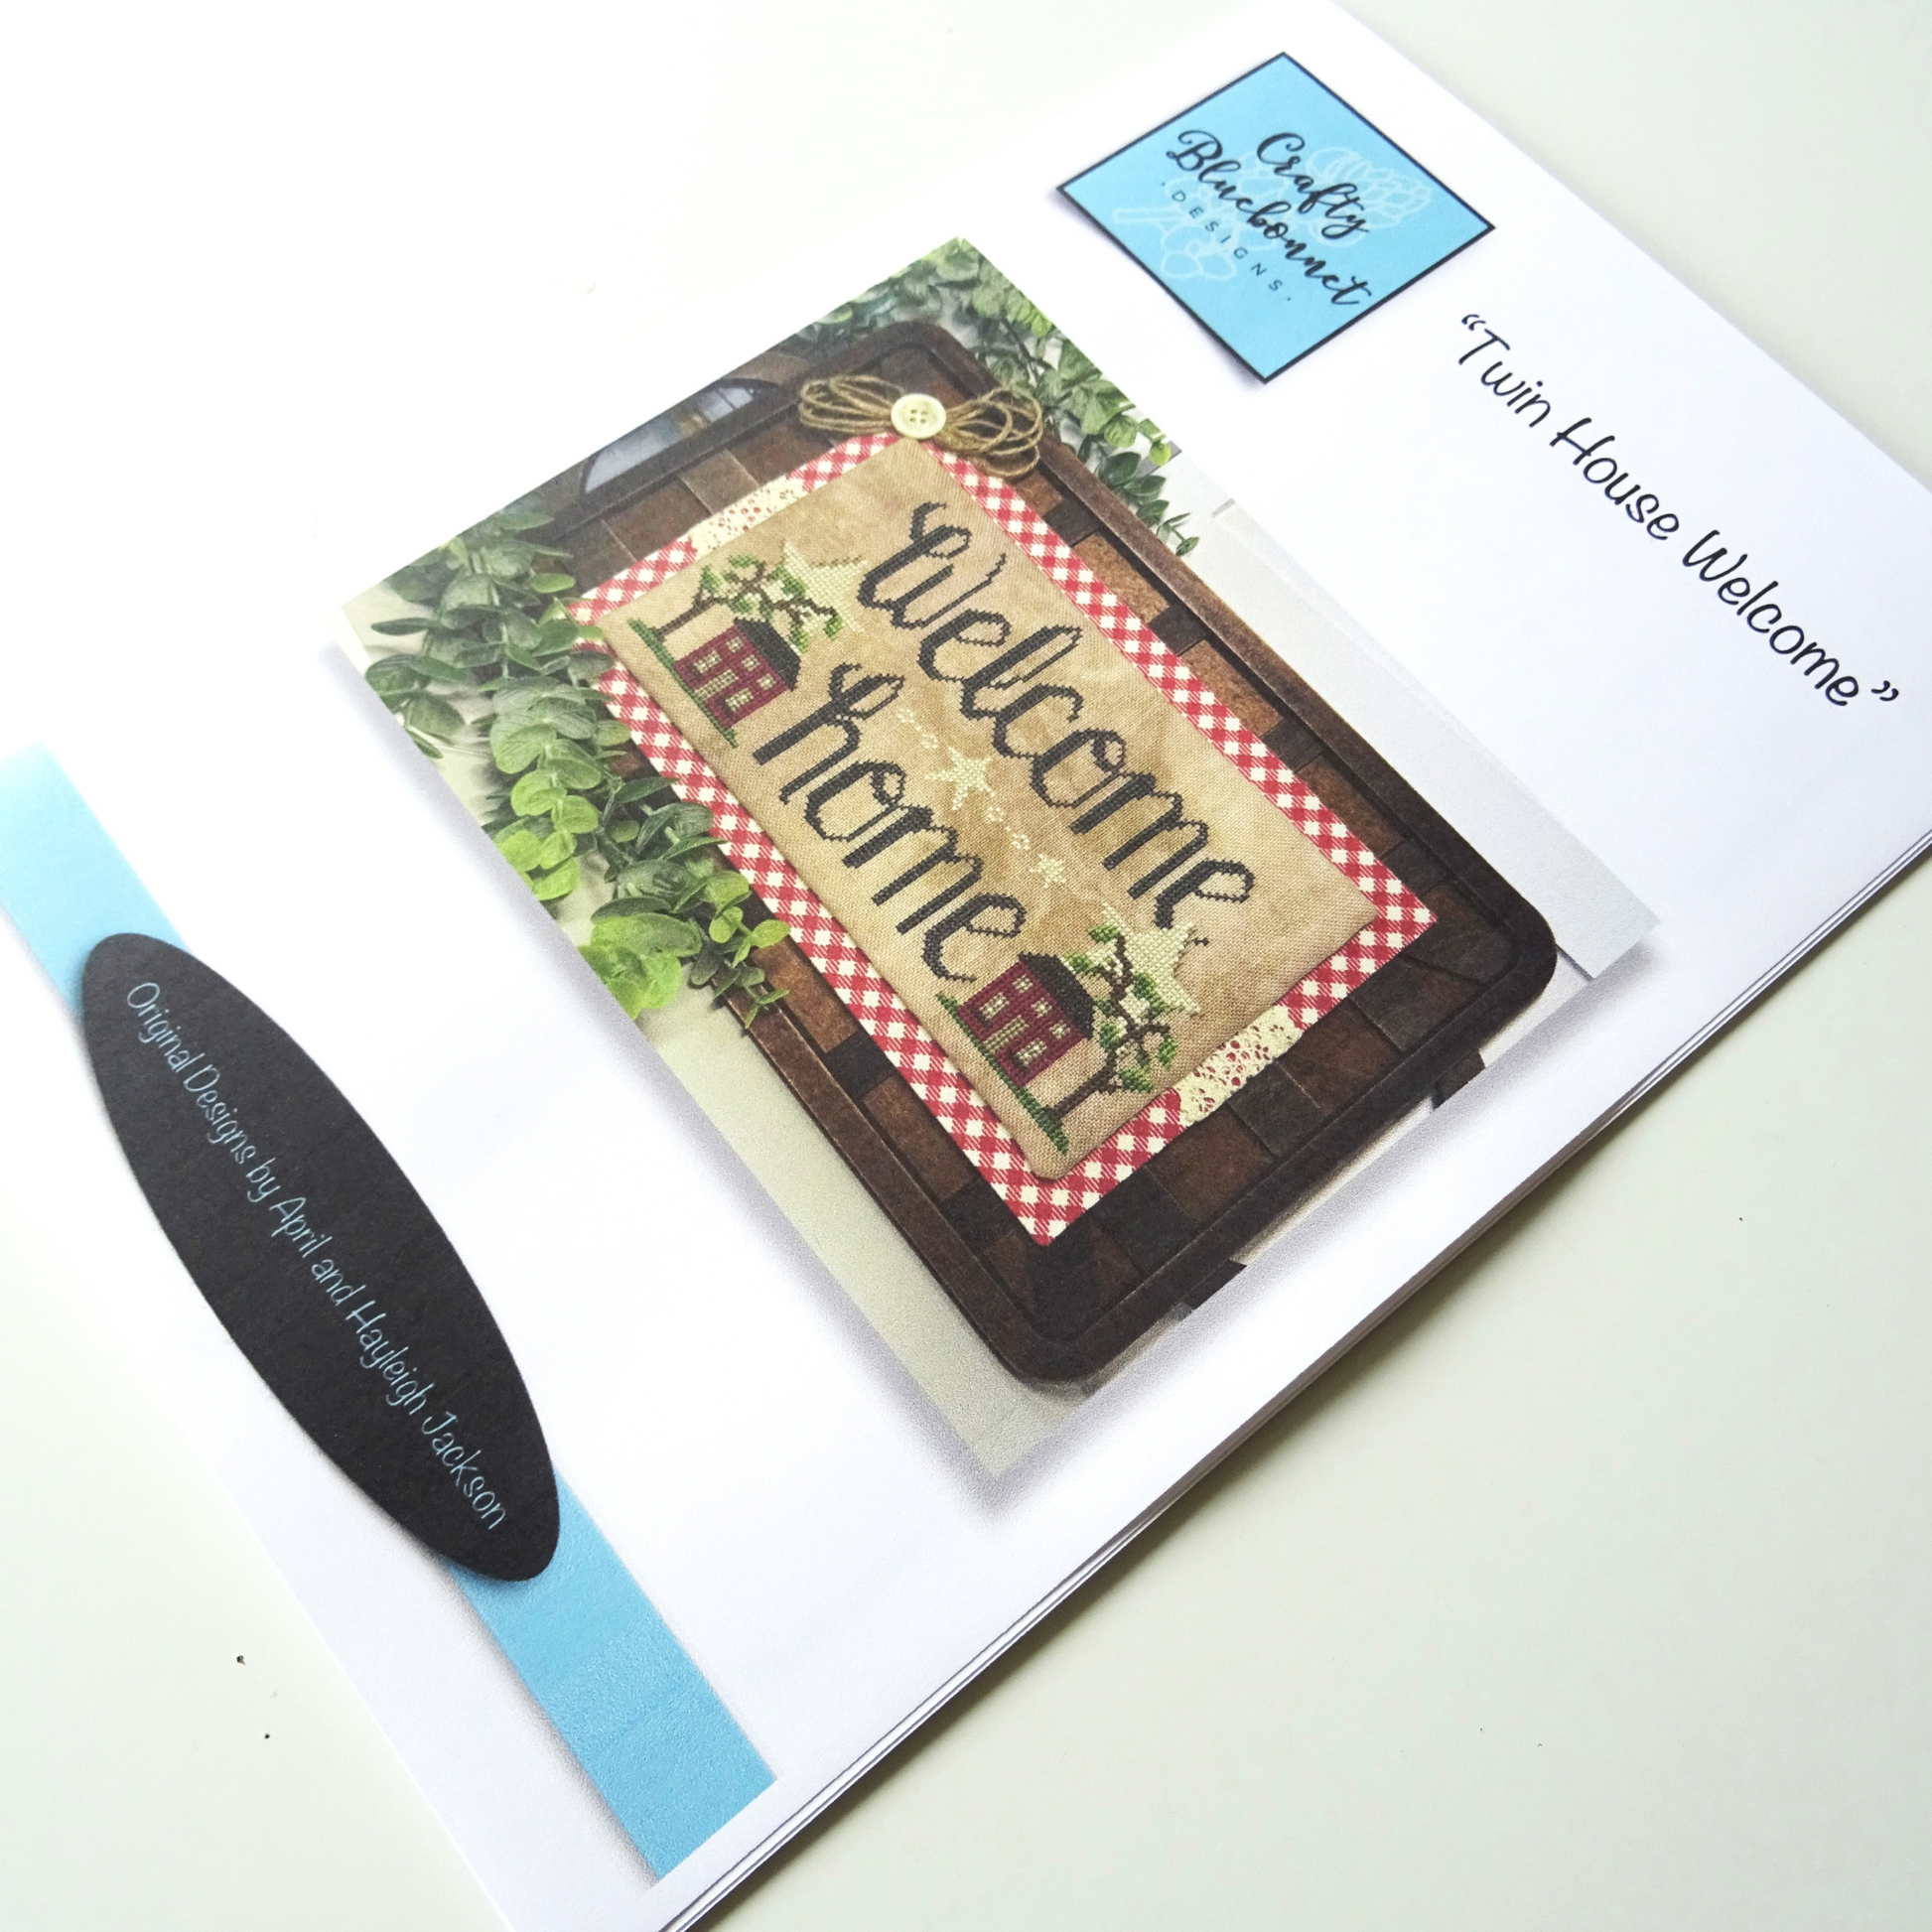 Crafty
Bluebonnet
. DESIGNS .
“Twin House Welcome”
Welcome
home
Original Designs by April and Hayleigh Jackson